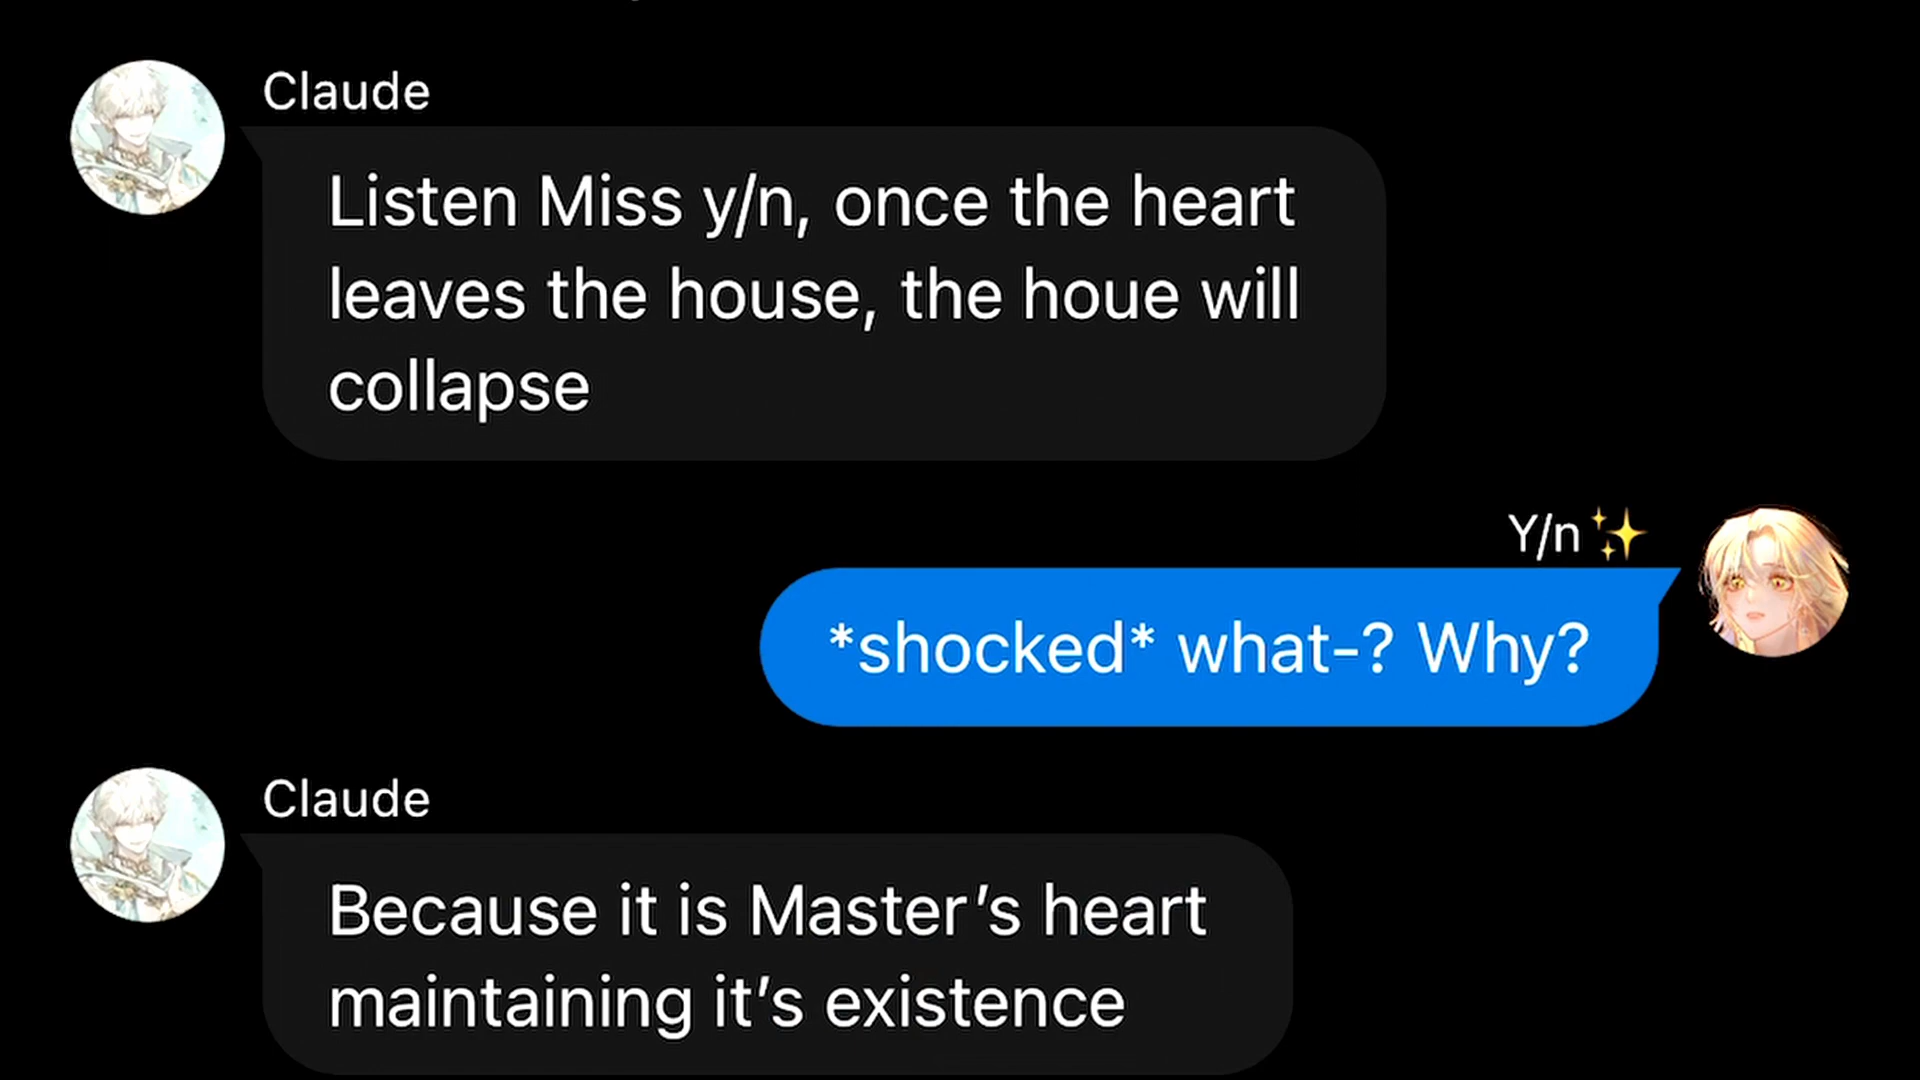 Claude
Listen Miss y/n, once the heart
leaves the house, the houe will
collapse
Y/n✨
*shocked* what-? Why?
Claude
Because it is Master's heart
maintaining it's existence